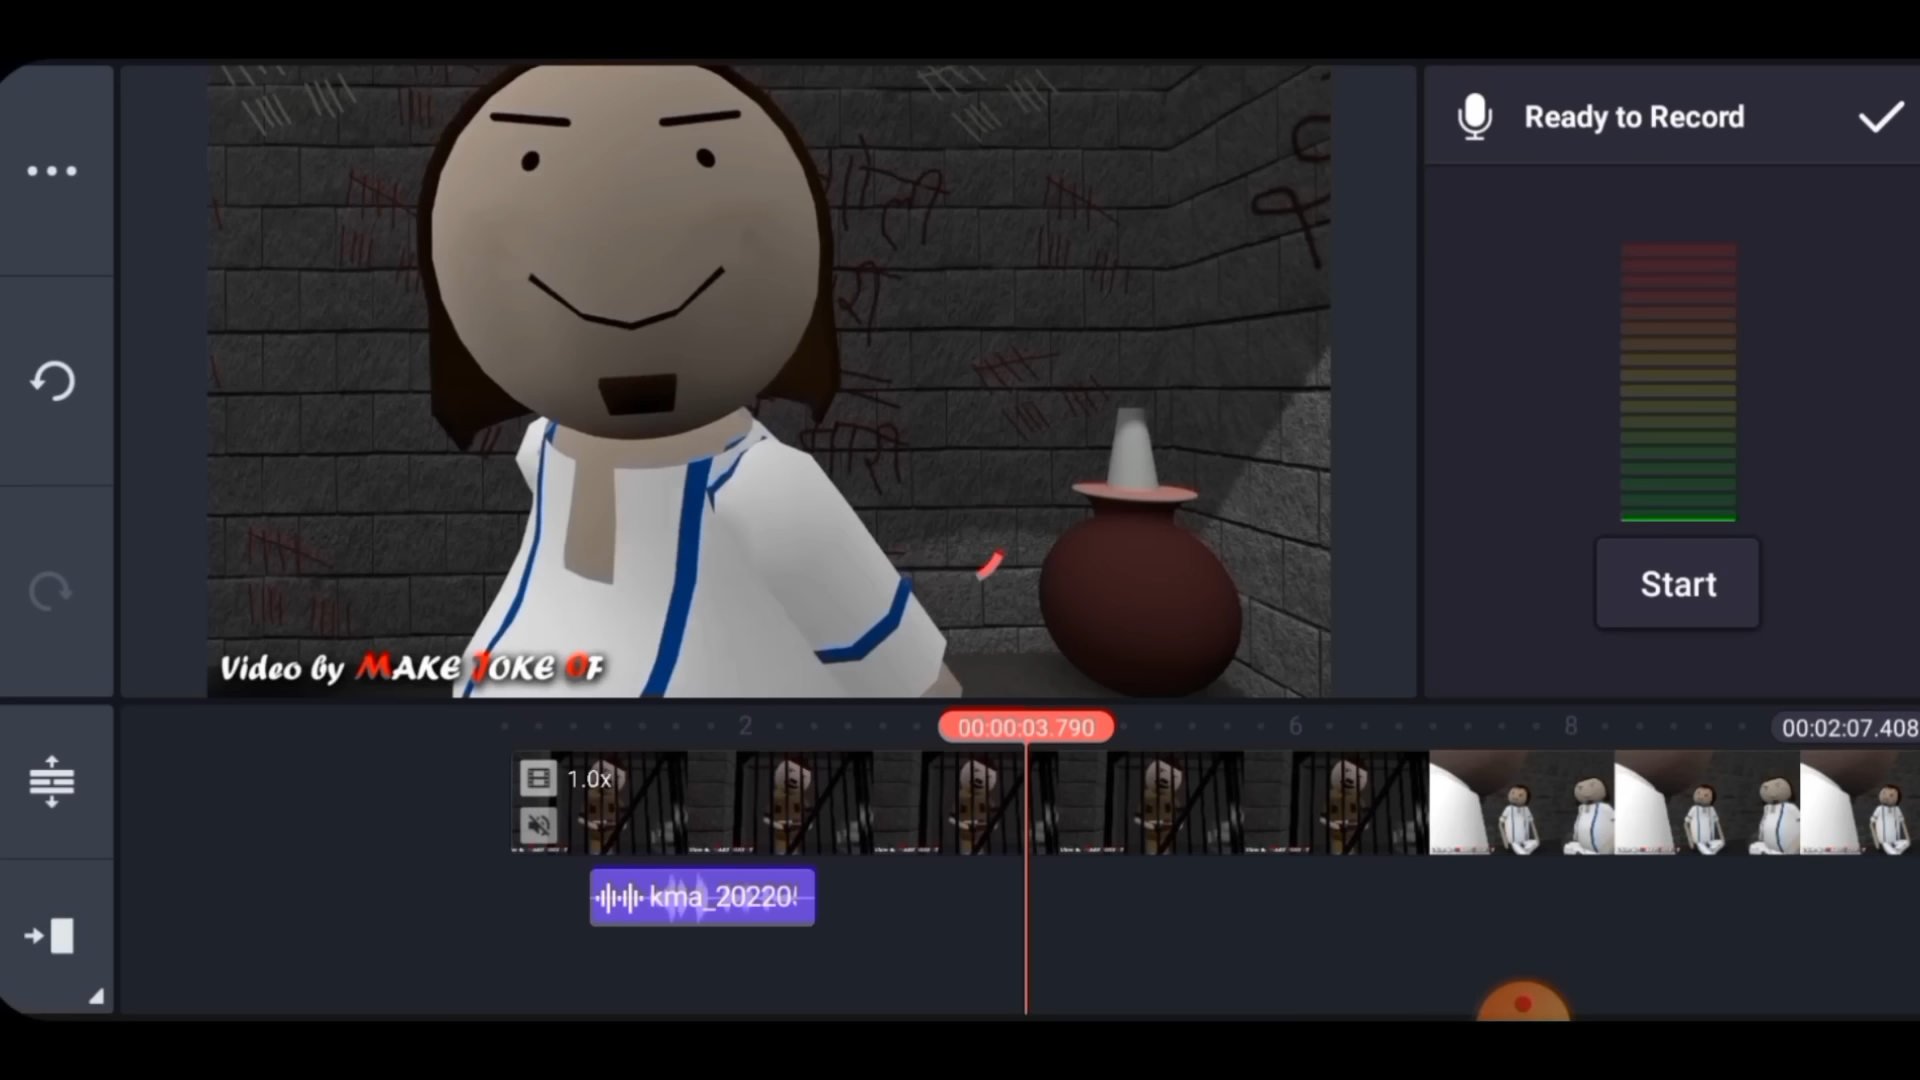 Ready to Record
Start
Video by MAKE JOKE OF
2
00:00:03.790
6
8
00:02:07.408
1.0x
kma_20220